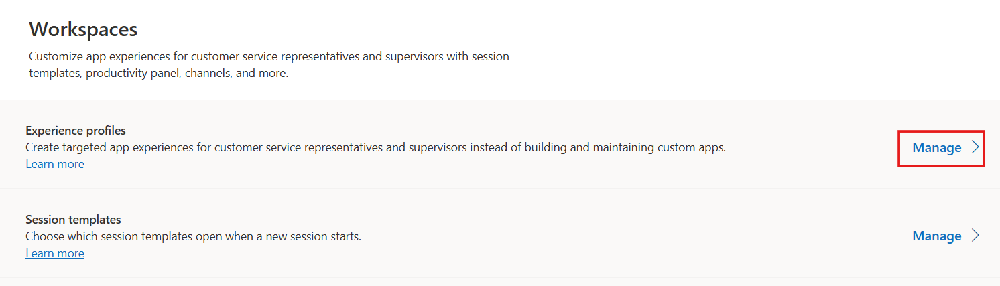 Workspaces
Customize app experiences for customer service representatives and supervisors with session
templates, productivity panel, channels, and more.
Experience profiles
Create targeted app experiences for customer service representatives and supervisors instead of building and maintaining custom apps.
Learn more
Manage
Session templates
Choose which session templates open when a new session starts.
Learn more
Manage